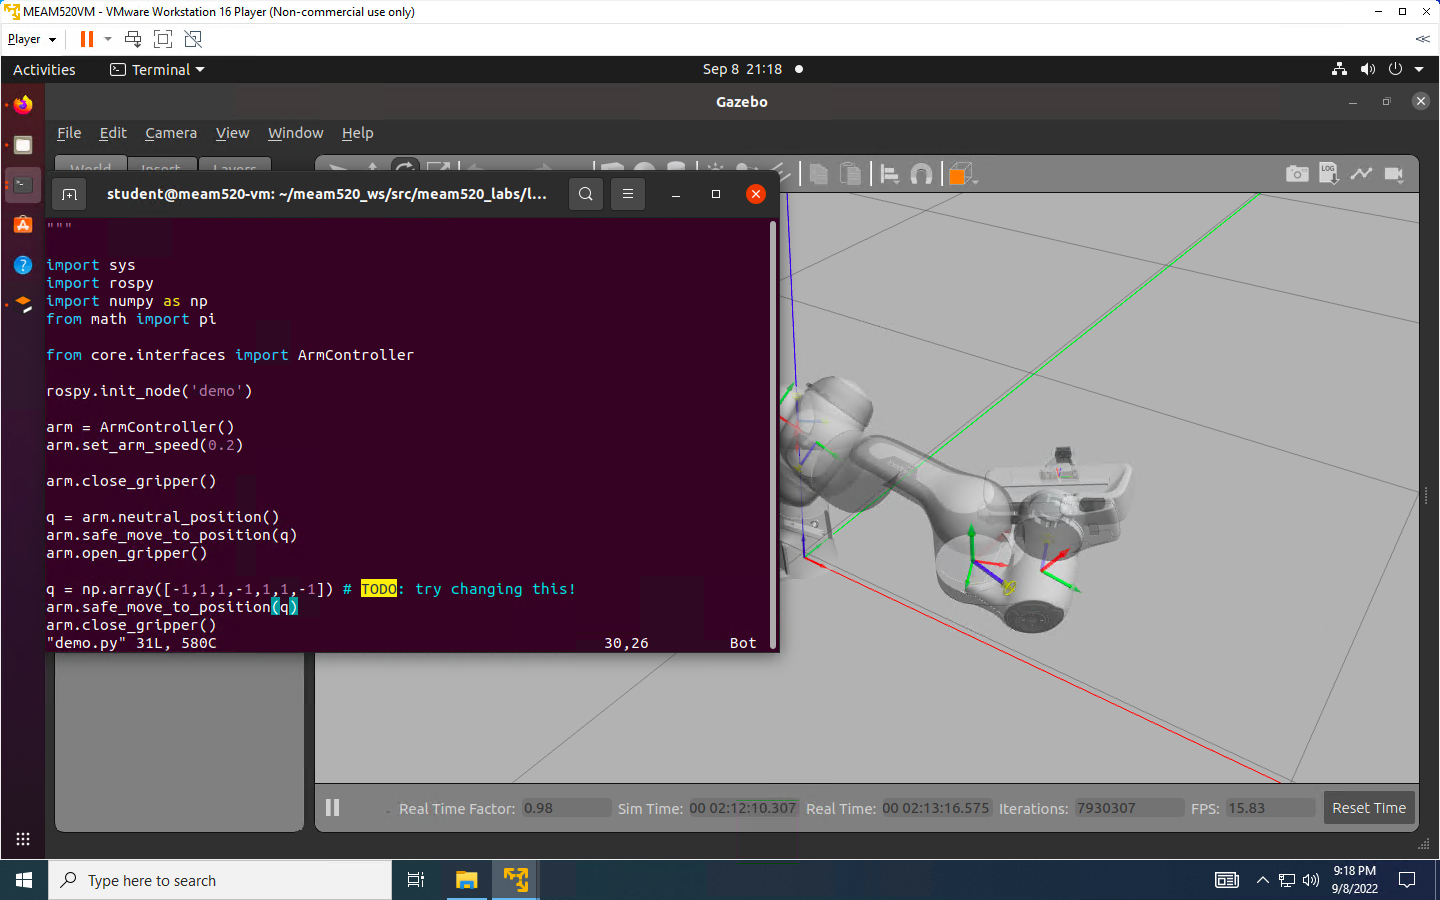 MEAM520VM - VMware Workstation 16 Player (Non-commercial use only)
Player
Activities
Terminal
Sep 8 21:18
Gazebo
File Edit Camera View Window Help
World Insert Layers
LOG
student@meam520-vm: ~/meam520_ws/src/meam520_labs/l...
"""
import sys
import rospy
import numpy as np
from math import pi
from core.interfaces import ArmController
rospy.init_node('demo')
arm = ArmController()
arm.set_arm_speed(0.2)
arm.close_gripper()
q = arm.neutral_position()
arm.safe_move_to_position(q)
arm.open_gripper()
q = np.array([-1,1,1,-1,1,1,-1]) # TODO: try changing this!
arm.safe_move_to_position(q)
arm.close_gripper()
"demo.py" 31L, 580C 30,26 Bot
Real Time Factor: 0.98 Sim Time: 00 02:12:10.307 Real Time: 00 02:13:16.575 Iterations: 7930307 FPS: 15.83 Reset Time
Type here to search
9:18 PM
9/8/2022